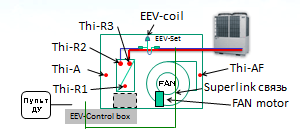 EEV-coil
Thi-R3
EEV-Set
Thi-R2
Thi-A
Thi-AF
FAN
Thi-R1
Superlink связь
Пульт
ДУ
FAN motor
EEV-Control box